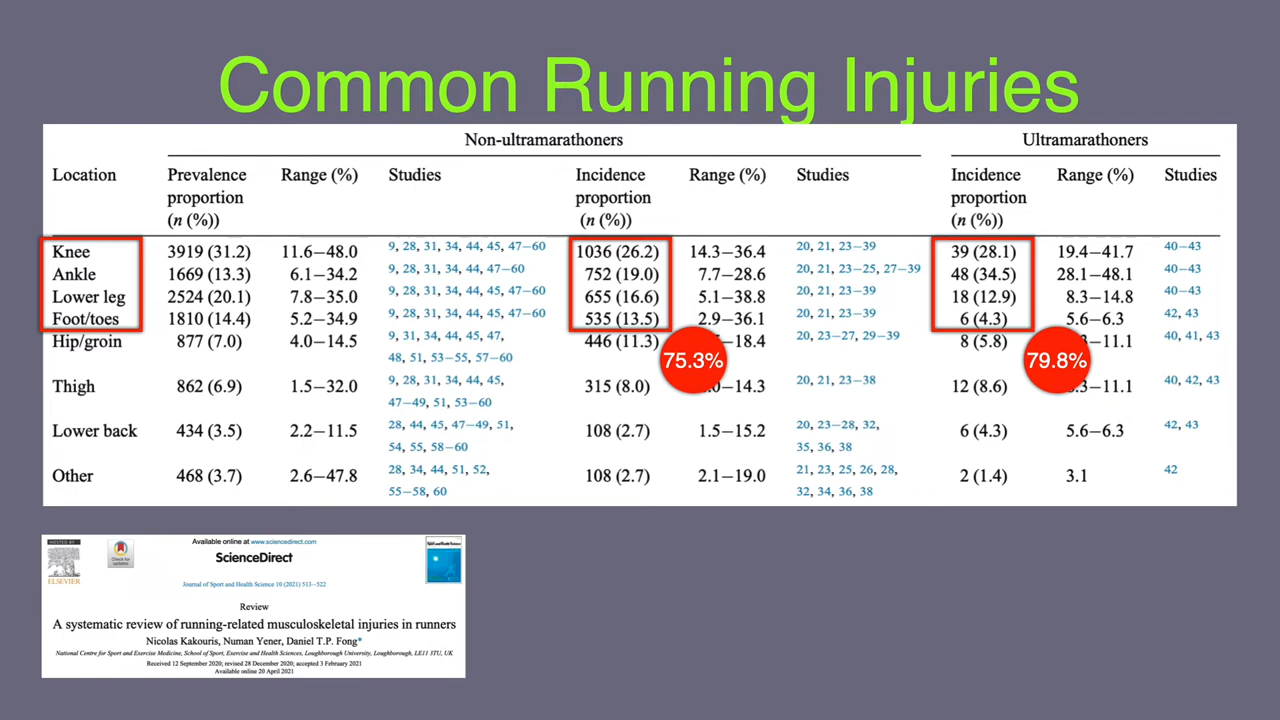 Common Running Injuries
Non-ultramarathoners Ultramarathoners
Location Prevalence Range (%) Studies Incidence Range (%) Studies Incidence Range (%) Studies
proportion proportion proportion
(n (%)) (n (%)) (n (%))
Knee 3919 (31.2) 11.6–48.0 9, 28, 31, 34, 44, 45, 47–60 1036 (26.2) 14.3–36.4 20, 21, 23–39 39 (28.1) 19.4–41.7 40–43
Ankle 1669 (13.3) 6.1–34.2 9, 28, 31, 34, 44, 47–60 752 (19.0) 7.7–28.6 20, 21, 23–25, 27–39 48 (34.5) 28.1–48.1 40–43
Lower leg 2524 (20.1) 7.8–35.0 9, 28, 31, 34, 44, 45, 47–60 655 (16.6) 5.1–38.8 20, 21, 23–39 18 (12.9) 8.3–14.8 40–43
Foot/toes 1810 (14.4) 5.2–34.9 9, 28, 31, 34, 44, 45, 47–60 535 (13.5) 2.9–36.1 20, 21, 23–39 6 (4.3) 5.6–6.3 42, 43
Hip/groin 877 (7.0) 4.0–14.5 9, 31, 34, 44, 45, 47, 446 (11.3) –18.4 20, 23–27, 29–39 8 (5.8) –11.1 40, 41, 43
48, 51, 53–55, 57–60
75.3% 79.8%
Thigh 862 (6.9) 1.5–32.0 9, 28, 31, 34, 44, 45, 315 (8.0) –14.3 20, 21, 23–38 12 (8.6) –11.1 40, 42, 43
47–49, 51, 53–60
Lower back 434 (3.5) 2.2–11.5 28, 44, 45, 47–49, 51, 108 (2.7) 1.5–15.2 20, 23–28, 32, 6 (4.3) 5.6–6.3 42, 43
54, 55, 58–60 35, 36, 38
Other 468 (3.7) 2.6–47.8 28, 34, 44, 51, 52, 108 (2.7) 2.1–19.0 21, 23, 25, 26, 28, 2 (1.4) 3.1 42
55–58, 60 32, 34, 36, 38
HOSTED BY
ELSEVIER
Check for
updates
Available online at www.sciencedirect.com
ScienceDirect
Journal of Sport and Health Science 10 (2021) 513–522
Review
A systematic review of running-related musculoskeletal injuries in runners
Nicolas Kakouris, Numan Yener, Daniel T.P. Fong*
National Centre for Sport and Exercise Medicine, School of Sport, Exercise and Health Sciences, Loughborough University, Loughborough, LE11 3TU, UK
Received 12 September 2020; revised 28 December 2020; accepted 3 February 2021
Available online 20 April 2021